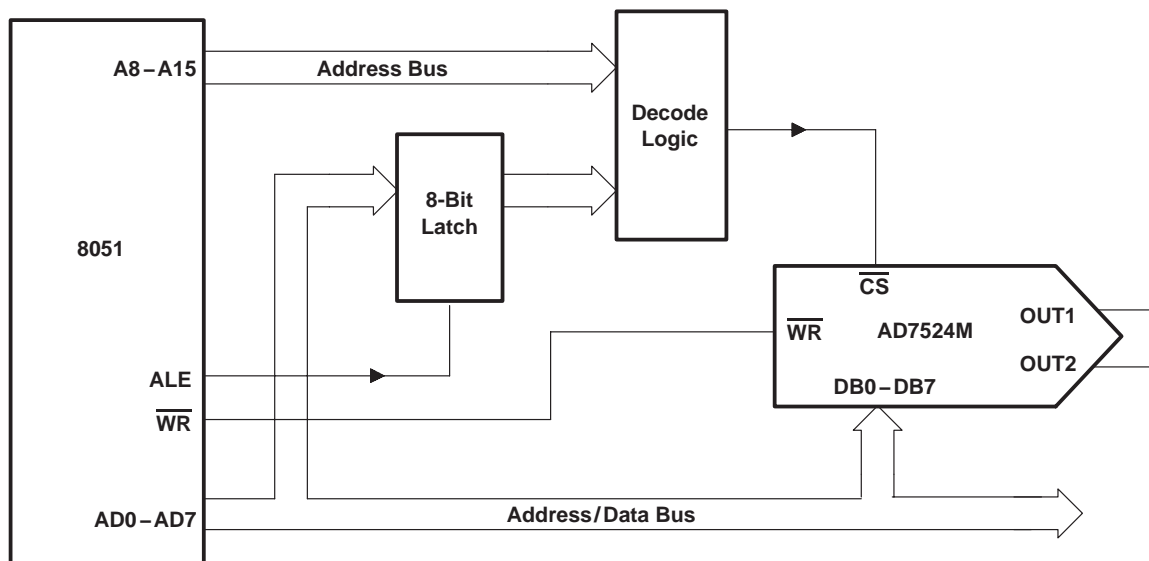 A8–A15
Address Bus
Decode
Logic
8-Bit
Latch
8051
CS
OUT1
WR
AD7524M
OUT2
ALE
DB0–DB7
WR
AD0–AD7
Address/Data Bus